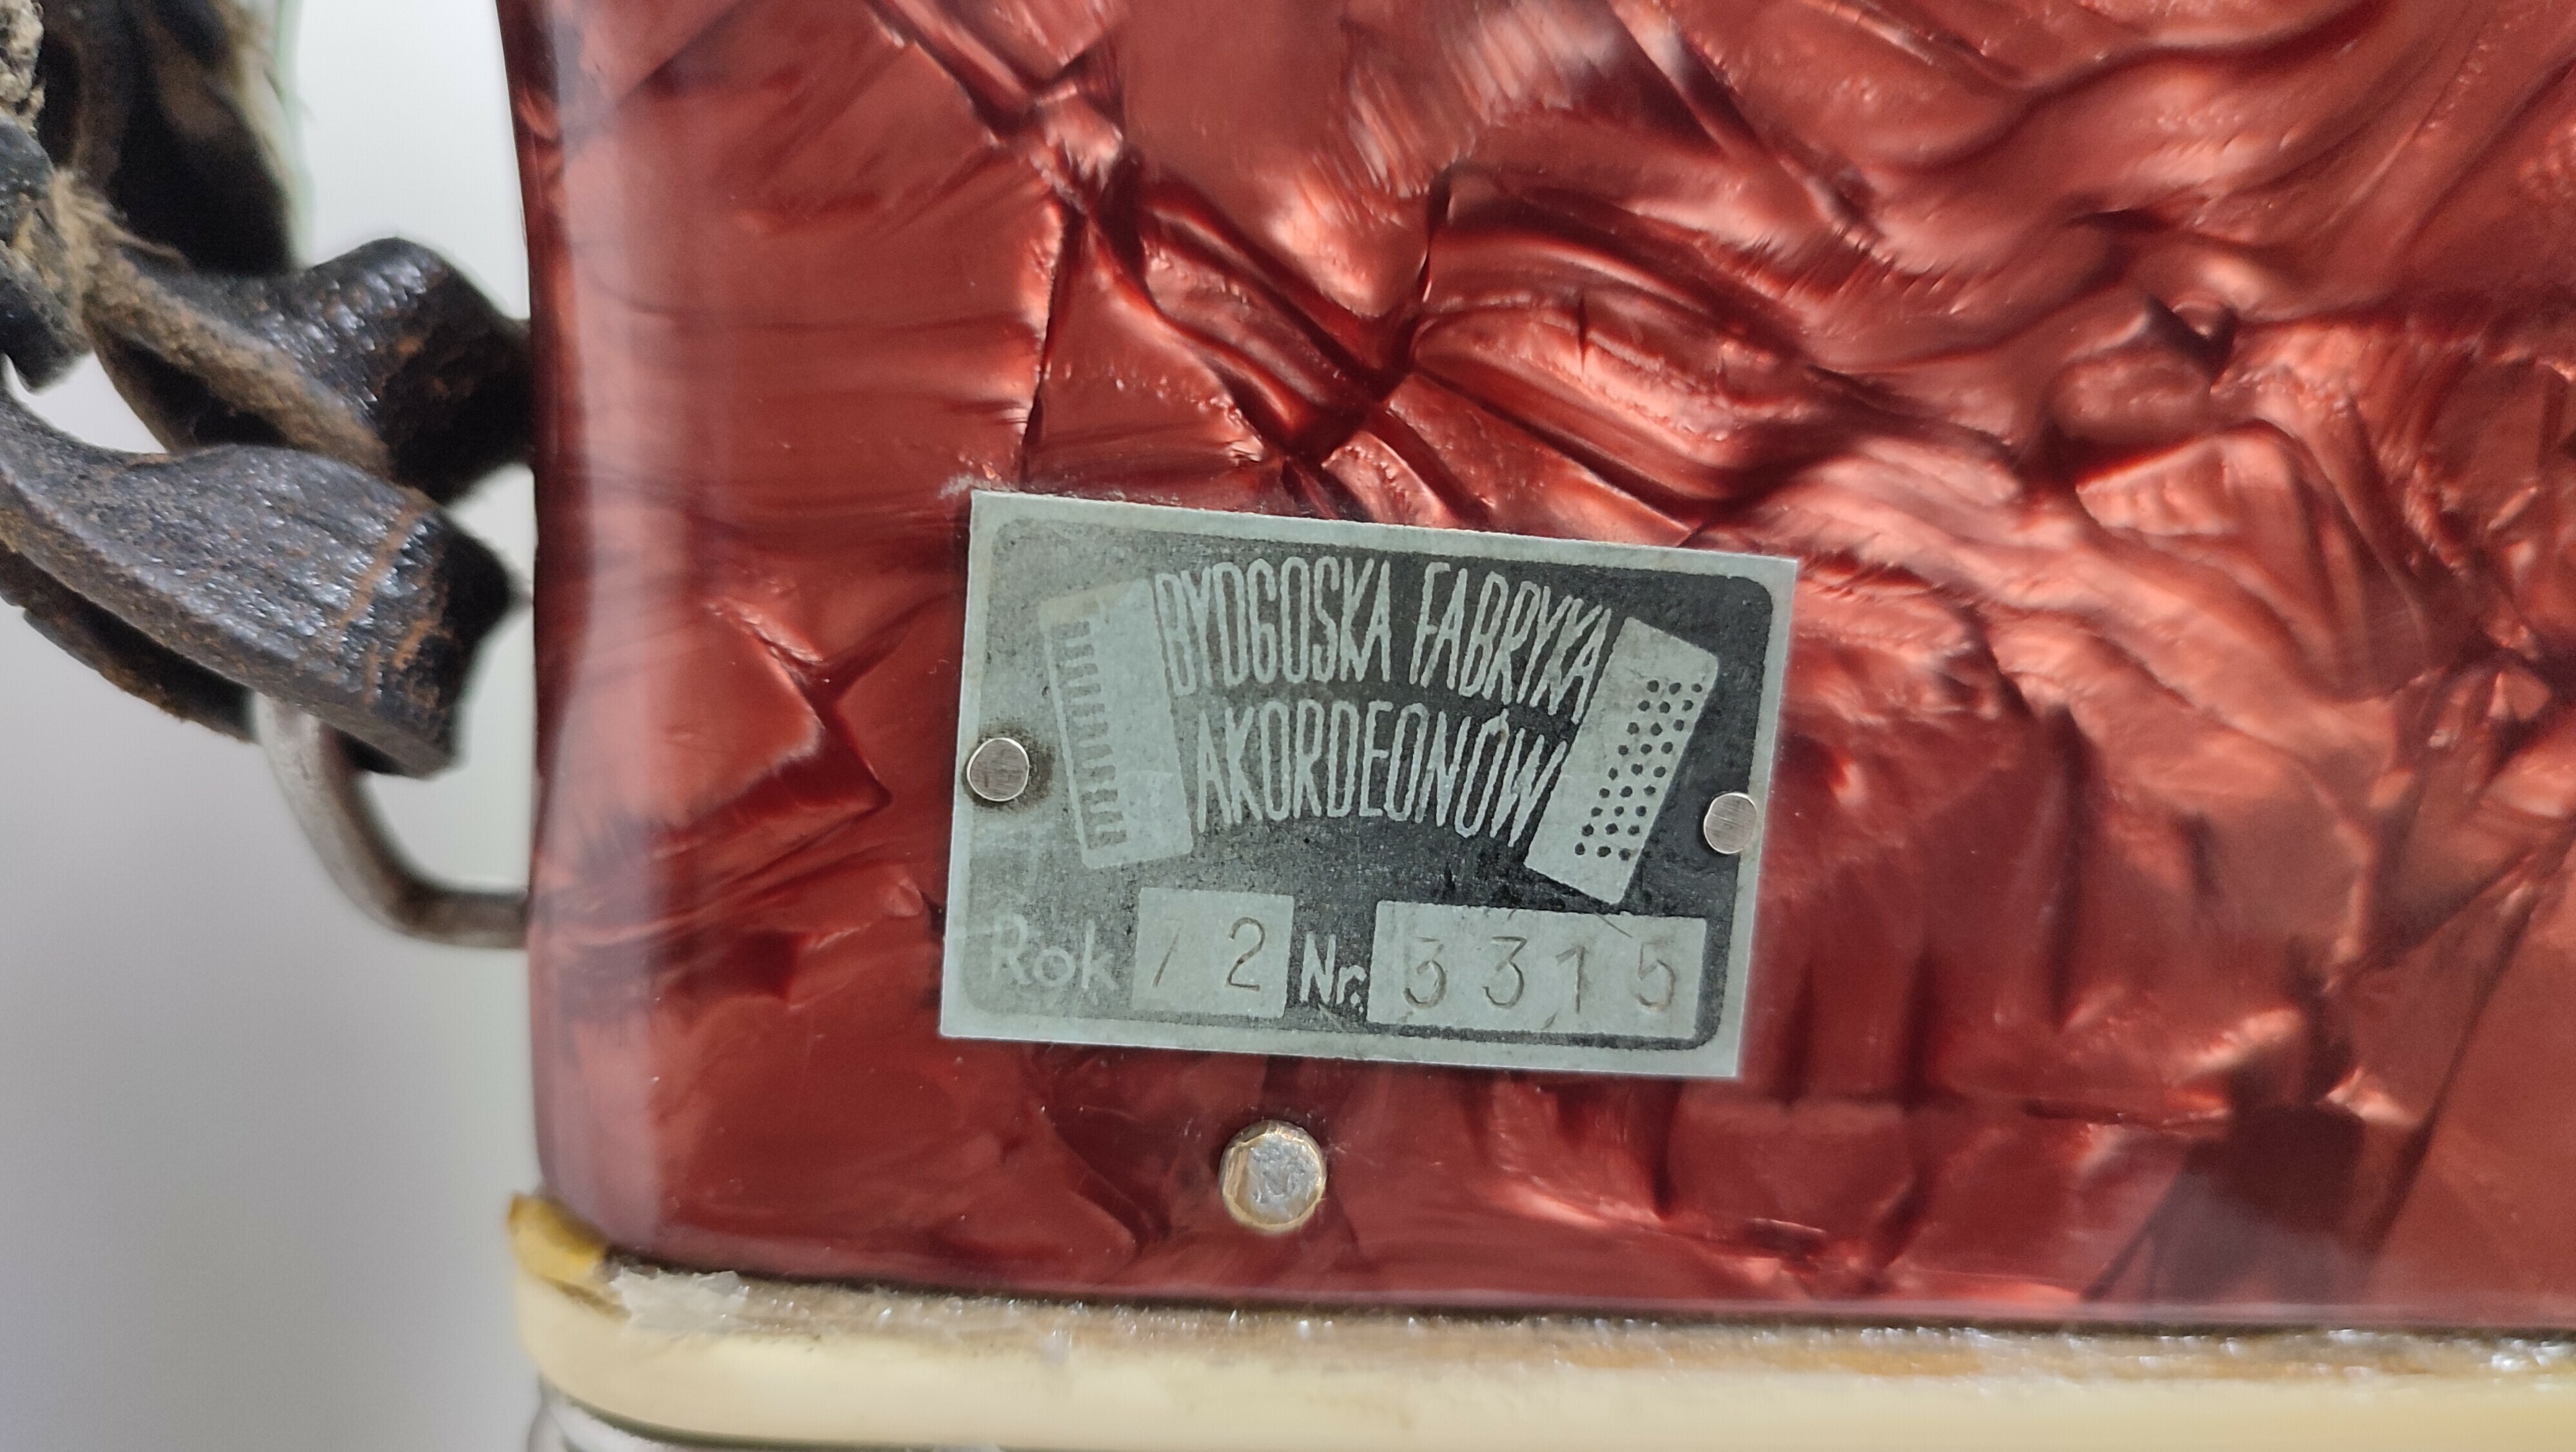 BYDGOSKA FABRYKA
AKORDEONÓW
Rok 72 Nr. 3315